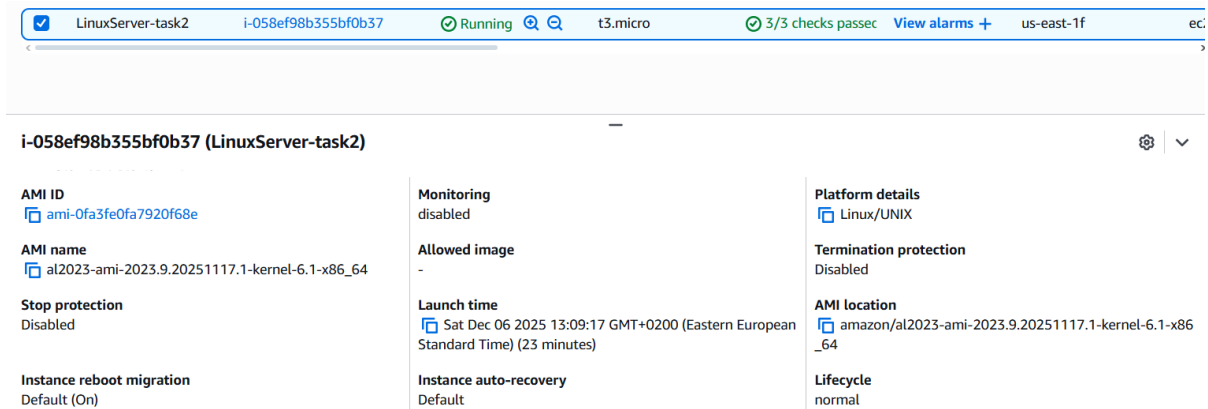 LinuxServer-task2 i-058ef98b355bf0b37 Running t3.micro 3/3 checks passec View alarms + us-east-1f ec2
i-058ef98b355bf0b37 (LinuxServer-task2)
AMI ID
ami-0fa3fe0fa7920f68e
AMI name
al2023-ami-2023.9.20251117.1-kernel-6.1-x86_64
Stop protection
Disabled
Instance reboot migration
Default (On)
Monitoring
disabled
Allowed image
-
Launch time
Sat Dec 06 2025 13:09:17 GMT+0200 (Eastern European
Standard Time) (23 minutes)
Instance auto-recovery
Default
Platform details
Linux/UNIX
Termination protection
Disabled
AMI location
amazon/al2023-ami-2023.9.20251117.1-kernel-6.1-x86
_64
Lifecycle
normal